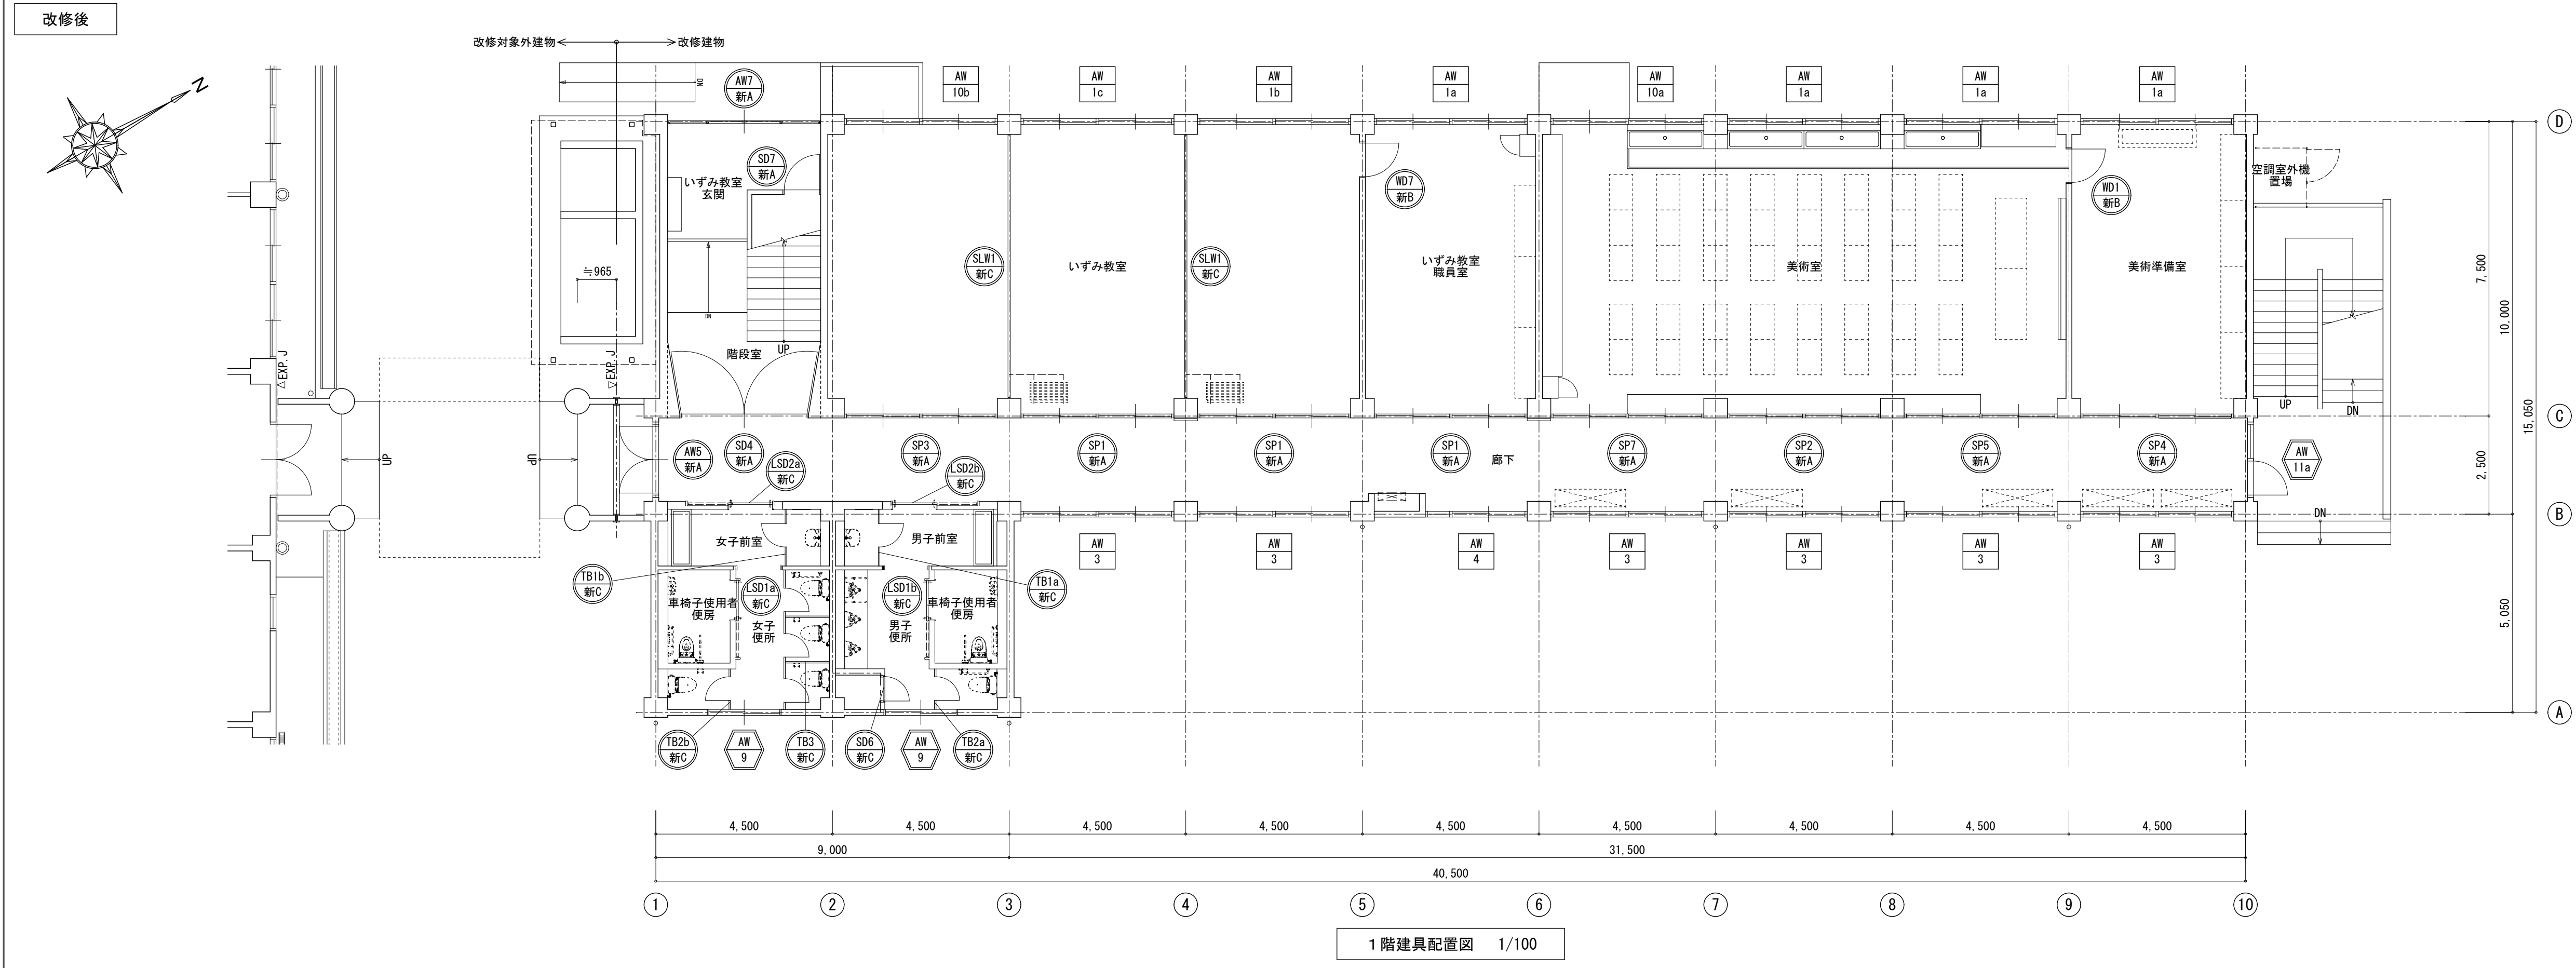 改修後
改修対象外建物
改修建物
N
DN
AW7
新A
AW
10b
AW
1c
AW
1b
AW
1a
AW
10a
AW
1a
AW
1a
AW
1a
D
SD7
新A
いずみ教室
玄関
WD7
新B
WD1
新B
空調室外機
置場
≒965
SLW1
新C
いずみ教室
SLW1
新C
いずみ教室
職員室
美術室
美術準備室
7,500
10,000
15,050
DN
UP
階段室
EXP.J
EXP.J
UP
DN
C
UP
UP
AW5
新A
SD4
新A
LSD2a
新C
SP3
新A
LSD2b
新C
SP1
新A
SP1
新A
SP1
新A
廊下
SP7
新A
SP2
新A
SP5
新A
SP4
新A
AW
11a
2,500
DN
B
女子前室
男子前室
AW
3
AW
3
AW
4
AW
3
AW
3
AW
3
AW
3
TB1b
新C
LSD1a
新C
LSD1b
新C
TB1a
新C
車椅子使用者
便房
女子
便所
男子
便所
車椅子使用者
便房
5,050
A
TB2b
新C
AW
9
TB3
新C
SD6
新C
AW
9
TB2a
新C
4,500
4,500
4,500
4,500
4,500
4,500
4,500
4,500
4,500
9,000
31,500
40,500
1
2
3
4
5
6
7
8
9
10
1階建具配置図 1/100